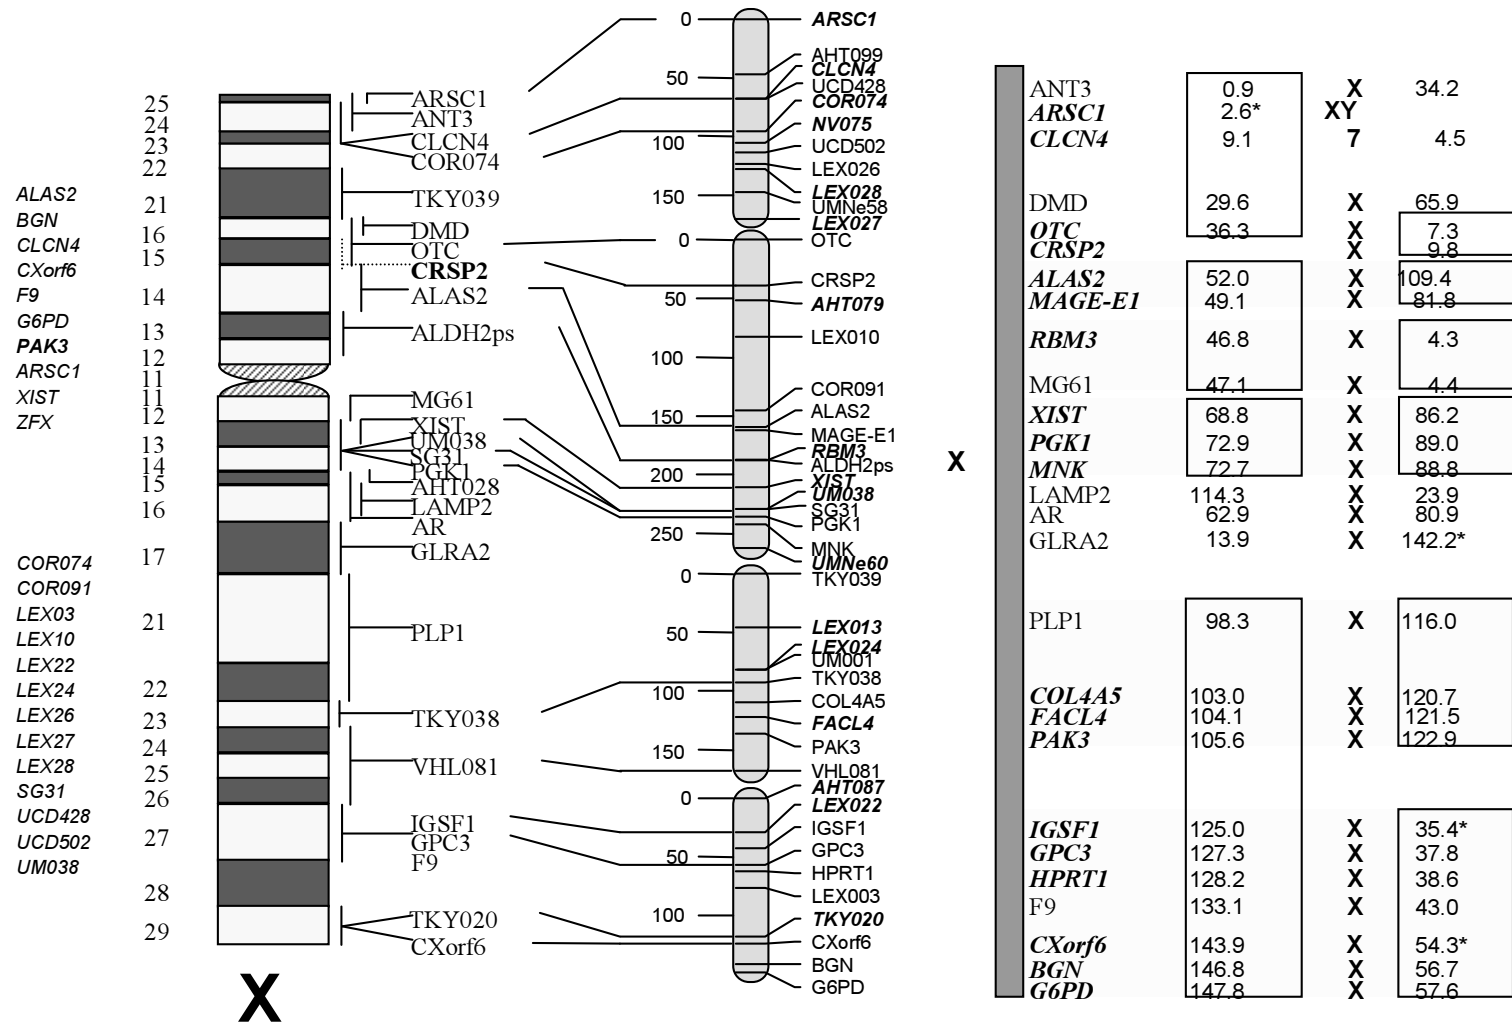 ALAS2
BGN
CLCN4
CXorf6
F9
G6PD
PAK3
ARSC1
XIST
ZFX
COR074
COR091
LEX03
LEX10
LEX22
LEX24
LEX26
LEX27
LEX28
SG31
UCD428
UCD502
UM038
25
24
23
22
21
16
15
14
13
12
11
11
12
13
14
15
16
17
21
22
23
24
25
26
27
28
29
X
ARSC1
ANT3
CLCN4
COR074
TKY039
DMD
OTC
CRSP2
ALAS2
ALDH2ps
MG61
XIST
UM038
SG31
PGK1
AHT028
LAMP2
AR
GLRA2
PLP1
TKY038
VHL081
IGSF1
GPC3
F9
TKY020
CXorf6
0
50
100
150
ARSC1
AHT099
CLCN4
UCD428
COR074
NV075
UCD502
LEX026
LEX028
UMNe58
LEX027
0
50
100
150
200
250
OTC
CRSP2
AHT079
LEX010
COR091
ALAS2
MAGE-E1
RBM3
ALDH2ps
XIST
UM038
SG31
PGK1
MNK
UMNe60
0
50
100
150
TKY039
LEX013
LEX024
UM001
TKY038
COL4A5
FACL4
PAK3
VHL081
0
50
100
AHT087
LEX022
IGSF1
GPC3
HPRT1
LEX003
TKY020
CXorf6
BGN
G6PD
X
ANT3 0.9 X 34.2
ARSC1 2.6* XY
CLCN4 9.1 7 4.5
DMD 29.6 X 65.9
OTC 36.3 X 7.3
CRSP2 X 9.8
ALAS2 52.0 X 109.4
MAGE-E1 49.1 X 81.8
RBM3 46.8 X 4.3
MG61 47.1 X 4.4
XIST 68.8 X 86.2
PGK1 72.9 X 89.0
MNK 72.7 X 88.8
LAMP2 114.3 X 23.9
AR 62.9 X 80.9
GLRA2 13.9 X 142.2*
PLP1 98.3 X 116.0
COL4A5 103.0 X 120.7
FACL4 104.1 X 121.5
PAK3 105.6 X 122.9
IGSF1 125.0 X 35.4*
GPC3 127.3 X 37.8
HPRT1 128.2 X 38.6
F9 133.1 X 43.0
CXorf6 143.9 X 54.3*
BGN 146.8 X 56.7
G6PD 147.8 X 57.6